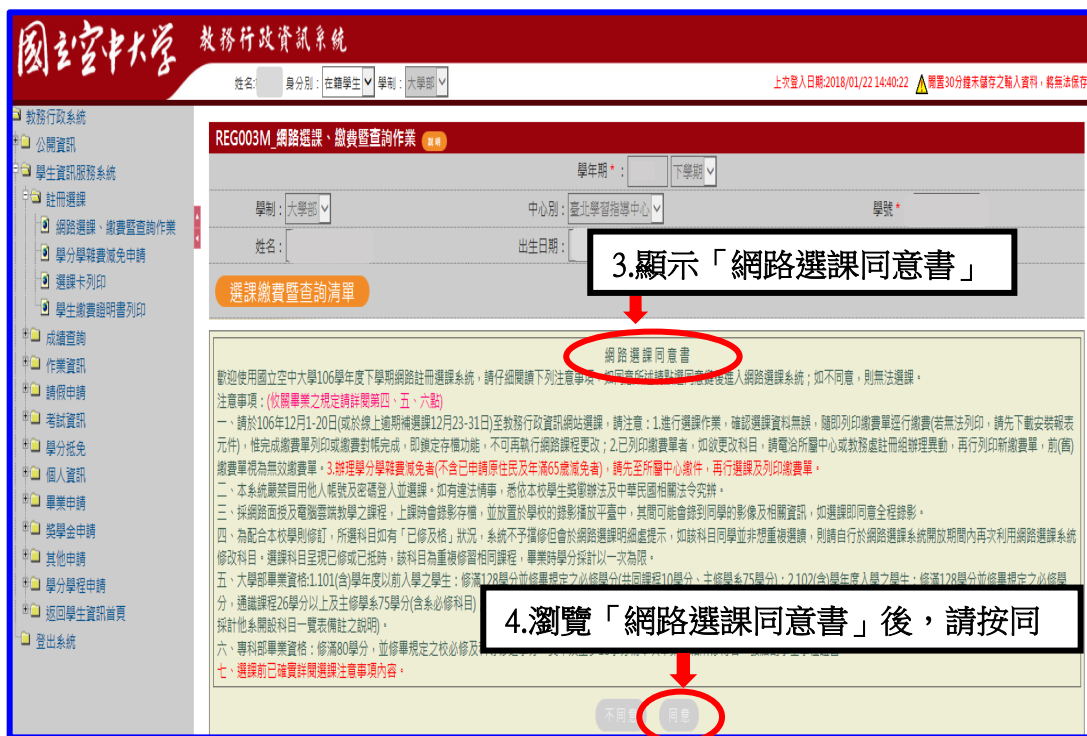 國立空中大學 教務行政資訊系統
姓名: 身分別：在籍學生 學制：大學部
上次登入日期:2018/01/22 14:40:22 閒置30分鐘未儲存之輸入資料，將無法保存
教務行政系統
公開資訊
學生資訊服務系統
註冊選課
網路選課、繳費暨查詢作業
學分學雜費減免申請
選課卡列印
學生繳費證明書列印
成績查詢
作業資訊
請假申請
考試資訊
學分抵免
個人資訊
畢業申請
獎學金申請
其他申請
學分學程申請
返回學生資訊首頁
登出系統
REG003M_網路選課、繳費暨查詢作業 說明
學年期*： 下學期
學制：大學部 中心別：臺北學習指導中心 學號*
姓名： 出生日期：
3.顯示「網路選課同意書」
選課繳費暨查詢清單
網路選課同意書
歡迎使用國立空中大學106學年度下學期網路註冊選課系統，請仔細閱讀下列注意事項，如同意所述請點選同意鍵後進入網路選課系統；如不同意，則無法選課。
注意事項：(攸關畢業之規定請詳閱第四、五、六點)
一、請於106年12月1-20日(或於線上逾期補選課12月23-31日)至教務行政資訊網站選課，請注意：1.進行選課作業，確認選課資料無誤，隨即列印繳費單逕行繳費(若無法列印，請先下載安裝報表
元件)，惟完成繳費單列印或繳費對帳完成，即鎖定存檔功能，不可再執行網路課程更改；2.已列印繳費單者，如欲更改科目，請電洽所屬中心或教務處註冊組辦理異動，再行列印新繳費單，前(舊)
繳費單視為無效繳費單。3.辦理學分學雜費減免者(不含已申請原住民及年滿65歲減免者)，請先至所屬中心繳件，再行選課及列印繳費單。
二、本系統嚴禁冒用他人帳號及密碼登入並選課。如有違法情事，悉依本校學生獎懲辦法及中華民國相關法令究辦。
三、採網路面授及電腦雲端教學之課程，上課時會錄影存檔，並放置於學校的錄影播放平臺中，其間可能會錄到同學的影像及相關資訊，如選課即同意全程錄影。
四、為配合本校學則修訂，所選科目如有「已修及格」狀況，系統不予擋修但會於網路選課明細處提示，如該科目同學並非想重複選讀，則請自行於網路選課系統開放期間內再次利用網路選課系統
修改科目。選課科目呈現已修或已抵時，該科目為重複修習相同課程，畢業時學分採計以一次為限。
五、大學部畢業資格:1.101(含)學年度以前入學之學生：修滿128學分並修畢規定之必修學分(共同課程10學分、主修學系75學分)；2.102(含)學年度入學之學生：修滿128學分並修畢規定之必修學
分，通識課程26學分以上及主修學系75學分(含系必修科目)
採計他系開設科目一覽表備註之說明)。
4.瀏覽「網路選課同意書」後，請按同
六、專科部畢業資格：修滿80學分，並修畢規定之校必修及
七、選課前已確實詳閱選課注意事項內容。
不同意 同意